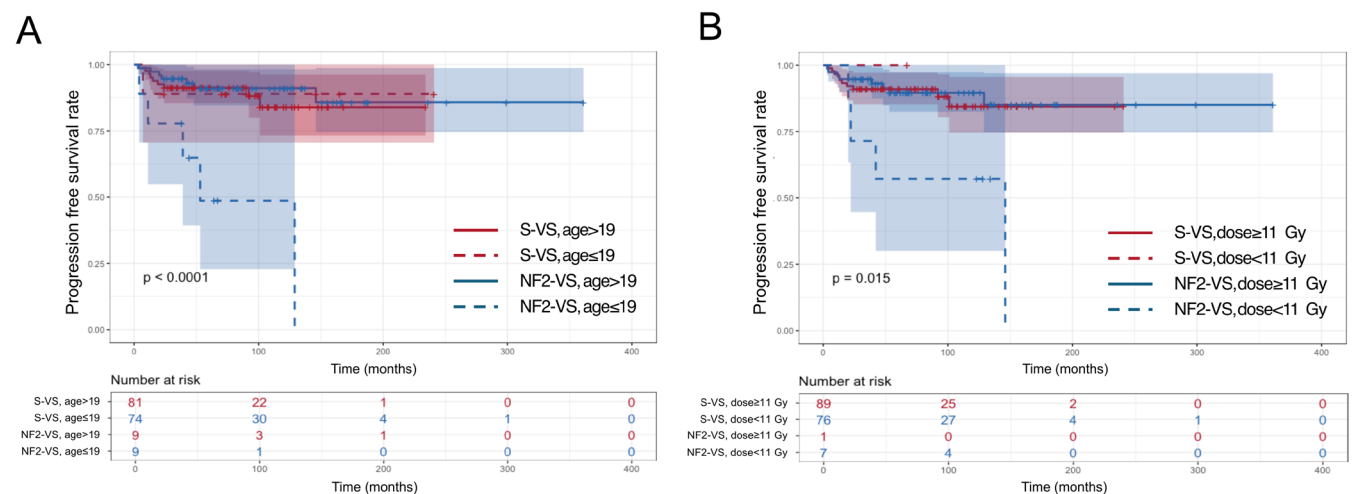 A
Progression free survival rate
1.00
0.75
0.50
0.25
0.00
p < 0.0001
S-VS, age>19
S-VS, age≤19
NF2-VS, age>19
NF2-VS, age≤19
0 100 200 300 400
Time (months)
Number at risk
S-VS, age>19 81 22 1 0 0
S-VS, age≤19 74 30 4 1 0
NF2-VS, age>19 9 3 1 0 0
NF2-VS, age≤19 9 1 0 0 0
0 100 200 300 400
Time (months)
B
Progression free survival rate
1.00
0.75
0.50
0.25
0.00
p = 0.015
S-VS,dose≥11 Gy
S-VS,dose<11 Gy
NF2-VS,dose≥11 Gy
NF2-VS,dose<11 Gy
0 100 200 300 400
Time (months)
Number at risk
S-VS, dose≥11 Gy 89 25 2 0 0
S-VS, dose<11 Gy 76 27 4 1 0
NF2-VS, dose≥11 Gy 1 0 0 0 0
NF2-VS, dose<11 Gy 7 4 0 0 0
0 100 200 300 400
Time (months)